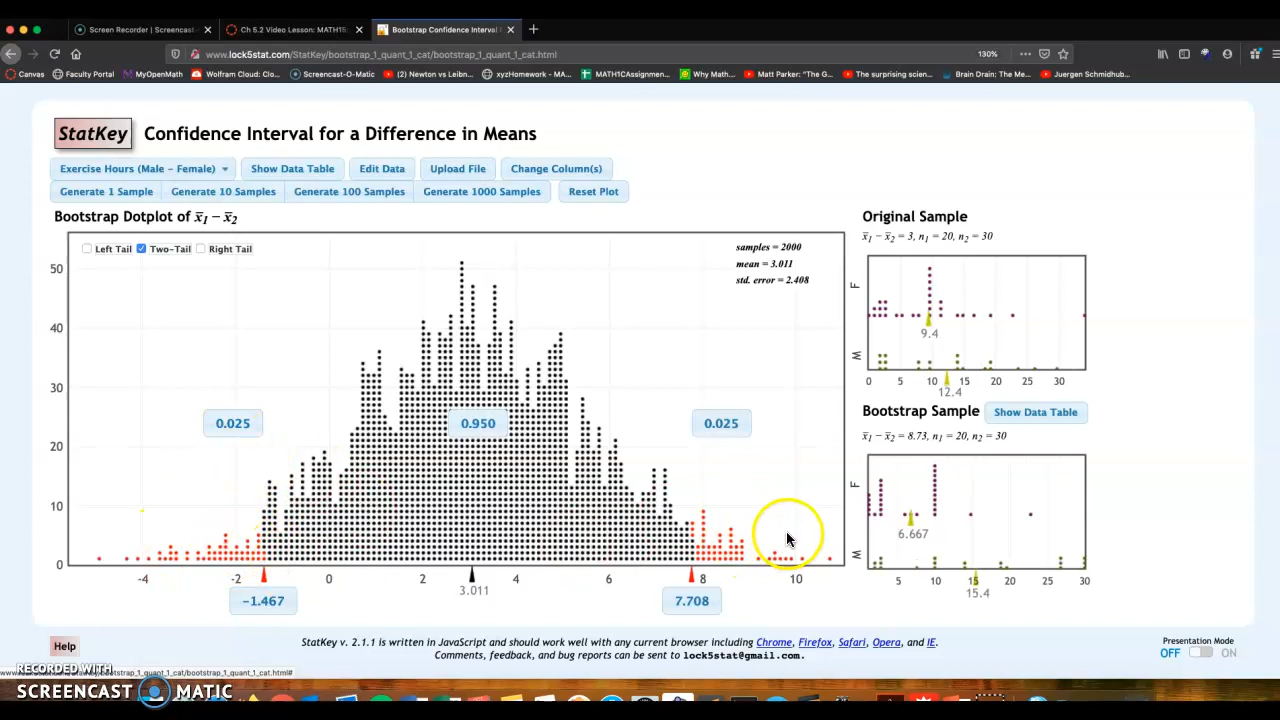 Screen Recorder | Screencast-
Ch 5.2 Video Lesson: MATH15:
Bootstrap Confidence Interval f
www.lock5stat.com/StatKey/bootstrap_1_quant_1_cat/bootstrap_1_quant_1_cat.html
130%
Canvas
Faculty Portal
MyOpenMath
Wolfram Cloud: Clo...
Screencast-O-Matic
(2) Newton vs Leibn...
xyzHomework - MA...
MATH1CAssignmen...
Why Math...
Matt Parker: "The G...
The surprising scien...
Brain Drain: The Me...
Juergen Schmidhub...
StatKey Confidence Interval for a Difference in Means
Exercise Hours (Male - Female)
Show Data Table
Edit Data
Upload File
Change Column(s)
Generate 1 Sample
Generate 10 Samples
Generate 100 Samples
Generate 1000 Samples
Reset Plot
Bootstrap Dotplot of x̄1 − x̄2
Left Tail
Two-Tail
Right Tail
samples = 2000
mean = 3.011
std. error = 2.408
50
40
30
20
10
0
0.025
0.950
0.025
-4
-2
0
2
4
6
8
10
3.011
−1.467
7.708
Original Sample
x̄1 − x̄2 = 3, n1 = 20, n2 = 30
F
9.4
M
0 5 10 15 20 25 30
12.4
Bootstrap Sample
Show Data Table
x̄1 − x̄2 = 8.73, n1 = 20, n2 = 30
F
6.667
M
5 10 15 20 25 30
15.4
Help
StatKey v. 2.1.1 is written in JavaScript and should work well with any current browser including Chrome, Firefox, Safari, Opera, and IE.
Comments, feedback, and bug reports can be sent to lock5stat@gmail.com.
Presentation Mode
OFF
ON
RECORDED WITH
www.lock5stat.com/StatKey/bootstrap_1_quant_1_cat/bootstrap_1_quant_1_cat.html#
SCREENCAST MATIC